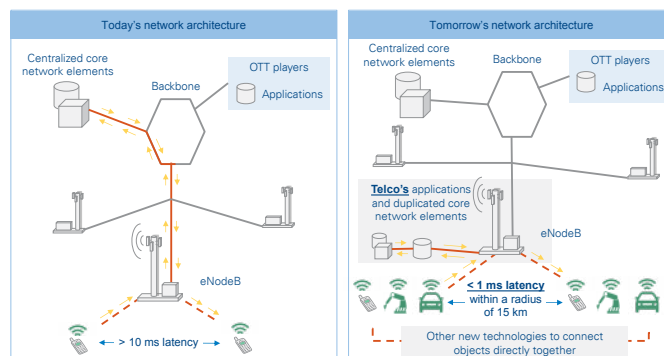 Today's network architecture
Centralized core
network elements
Backbone
OTT players
Applications
eNodeB
> 10 ms latency
Tomorrow's network architecture
Centralized core
network elements
Backbone
OTT players
Applications
Telco's applications
and duplicated core
network elements
eNodeB
< 1 ms latency
within a radius
of 15 km
Other new technologies to connect
objects directly together